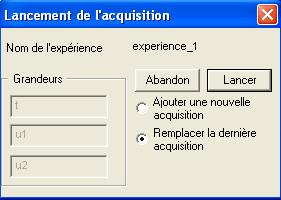 Lancement de l'acquisition
Nom de l'expérience experience_1
Grandeurs
t
u1
u2
Abandon Lancer
Ajouter une nouvelle
acquisition
Remplacer la dernière
acquisition